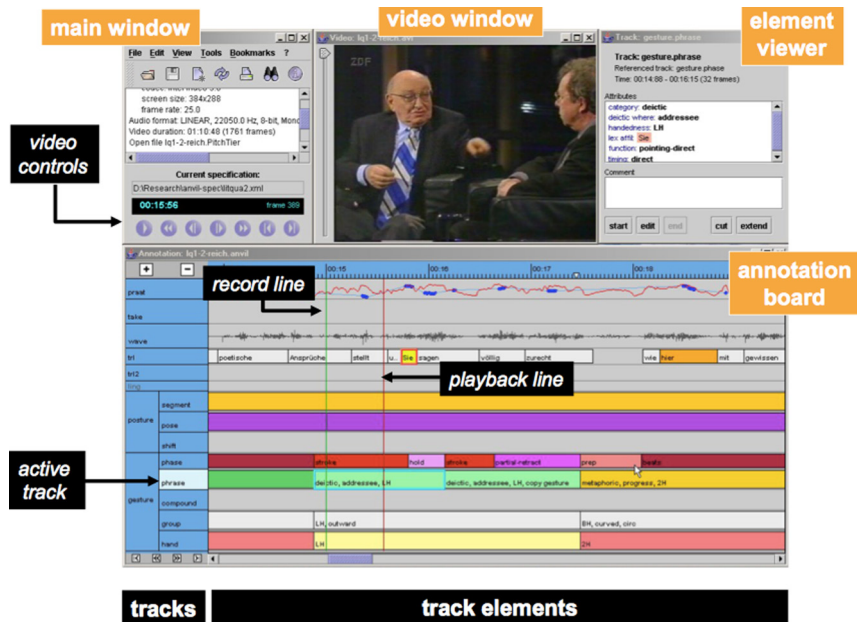 main window
video window
element
viewer
Video: lq1-2-reich.avi
Track: gesture.phrase
File Edit View Tools Bookmarks ?
ZDF
Track: gesture.phrase
Referenced track: gesture.phase
Time: 00:14:88 - 00:16:15 (32 frames)
Attributes
category: deictic
deictic where: addressee
handedness: LH
lex affil: Sie
function: pointing-direct
timing: direct
Comment
start edit end cut extend
screen size: 384x288
frame rate: 25.0
Audio format: LINEAR, 22050.0 Hz, 8-bit, Mono
Video duration: 01:10:48 (1761 frames)
Open file lq1-2-reich.PitchTier
video
controls
Current specification:
D:\Research\anvil-spec\litqua2.xml
00:15:56 frame 389
Annotation: lq1-2-reich.anvil
+ −
00:15 00:16 00:17 00:18
annotation
board
record line
praat
take
wave
trl
poetische Ansprüche stellt u.. Sie sagen völlig zurecht wie hier mit gewissen
trl2
playback line
posture
segment
pose
shift
active
track
gesture
phase stroke hold stroke partial-retract prep beats
phrase deictic, addressee, LH deictic, addressee, LH, copy gesture metaphoric, progress, 2H
compound
group LH, outward BH, curved, circ
hand LH 2H
tracks track elements